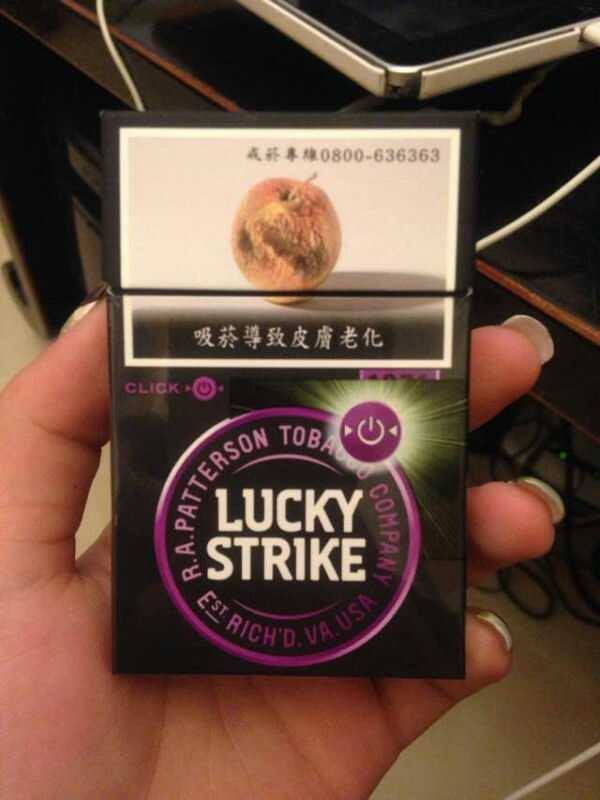 戒菸專線0800-636363
吸菸導致皮膚老化
CLICK
R.A.PATTERSON TOBACCO COMPANY
LUCKY
STRIKE
EST. RICH'D. VA. USA